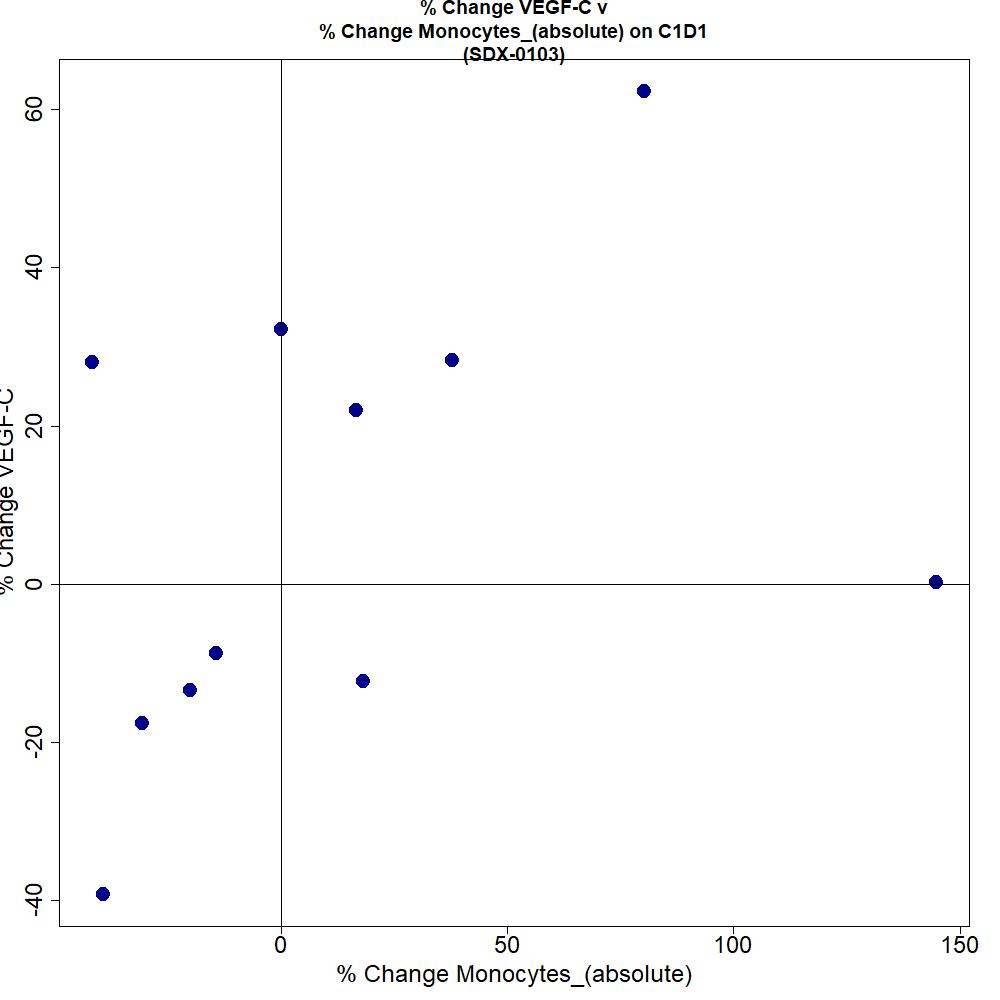 % Change VEGF-C v
% Change Monocytes_(absolute) on C1D1
(SDX-0103)
60
40
20
0
-20
-40
% Change VEGF-C
0
50
100
150
% Change Monocytes_(absolute)